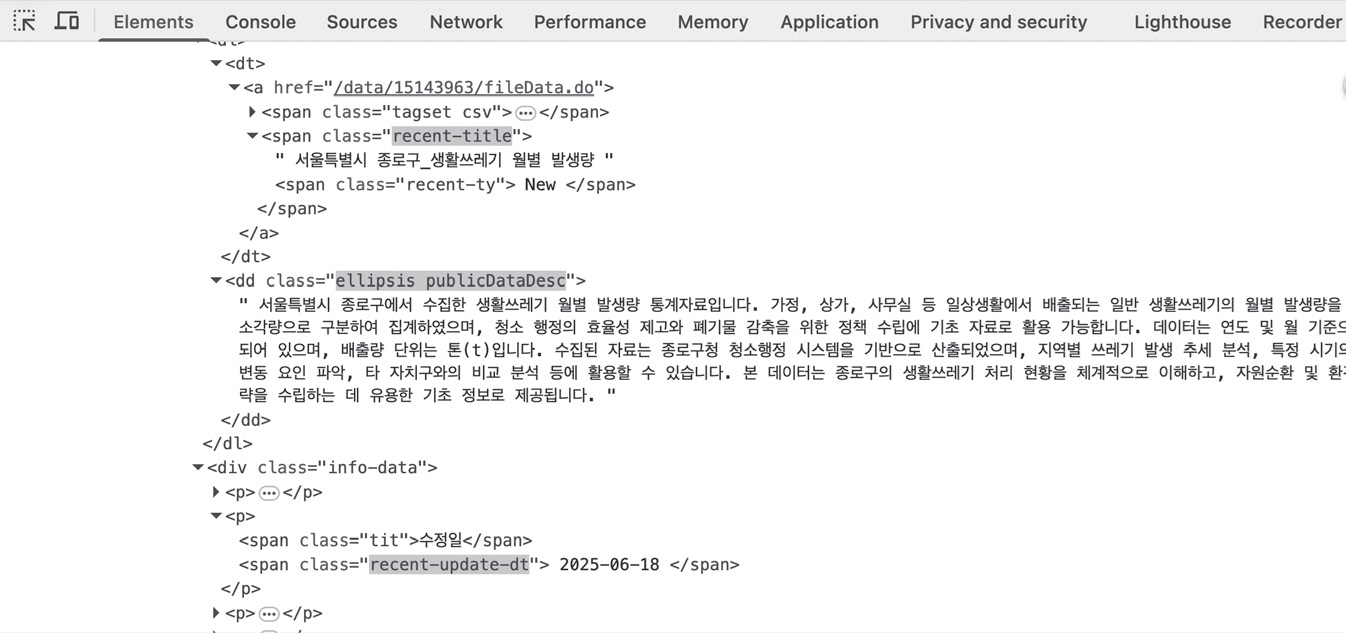 Elements Console Sources Network Performance Memory Application Privacy and security Lighthouse Recorder
<dl>
<dt>
<a href="/data/15143963/fileData.do">
<span class="tagset csv">…</span>
<span class="recent-title">
" 서울특별시 종로구_생활쓰레기 월별 발생량 "
<span class="recent-ty"> New </span>
</span>
</a>
</dt>
<dd class="ellipsis publicDataDesc">
" 서울특별시 종로구에서 수집한 생활쓰레기 월별 발생량 통계자료입니다. 가정, 상가, 사무실 등 일상생활에서 배출되는 일반 생활쓰레기의 월별 발생량을
소각량으로 구분하여 집계하였으며, 청소 행정의 효율성 제고와 폐기물 감축을 위한 정책 수립에 기초 자료로 활용 가능합니다. 데이터는 연도 및 월
되어 있으며, 배출량 단위는 톤(t)입니다. 수집된 자료는 종로구청 청소행정 시스템을 기반으로 산출되었으며, 지역별 쓰레기 발생 추세 분석, 특정
변동 요인 파악, 타 자치구와의 비교 분석 등에 활용할 수 있습니다. 본 데이터는 종로구의 생활쓰레기 처리 현황을 체계적으로 이해하고, 자원순환 및
략을 수립하는 데 유용한 기초 정보로 제공됩니다. "
</dd>
</dl>
<div class="info-data">
<p>…</p>
<p>
<span class="tit">수정일</span>
<span class="recent-update-dt"> 2025-06-18 </span>
</p>
<p>…</p>